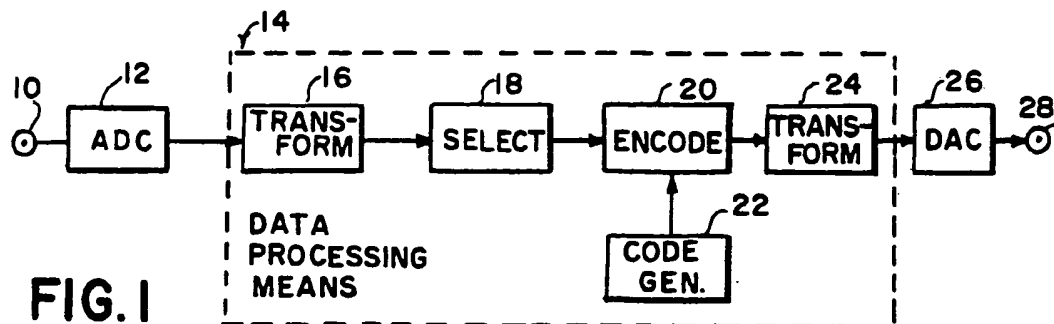 14
10
12
16
18
20
24
26
28
ADC
TRANS-
FORM
SELECT
ENCODE
TRANS-
FORM
DAC
DATA
PROCESSING
MEANS
22
CODE
GEN.
FIG. 1